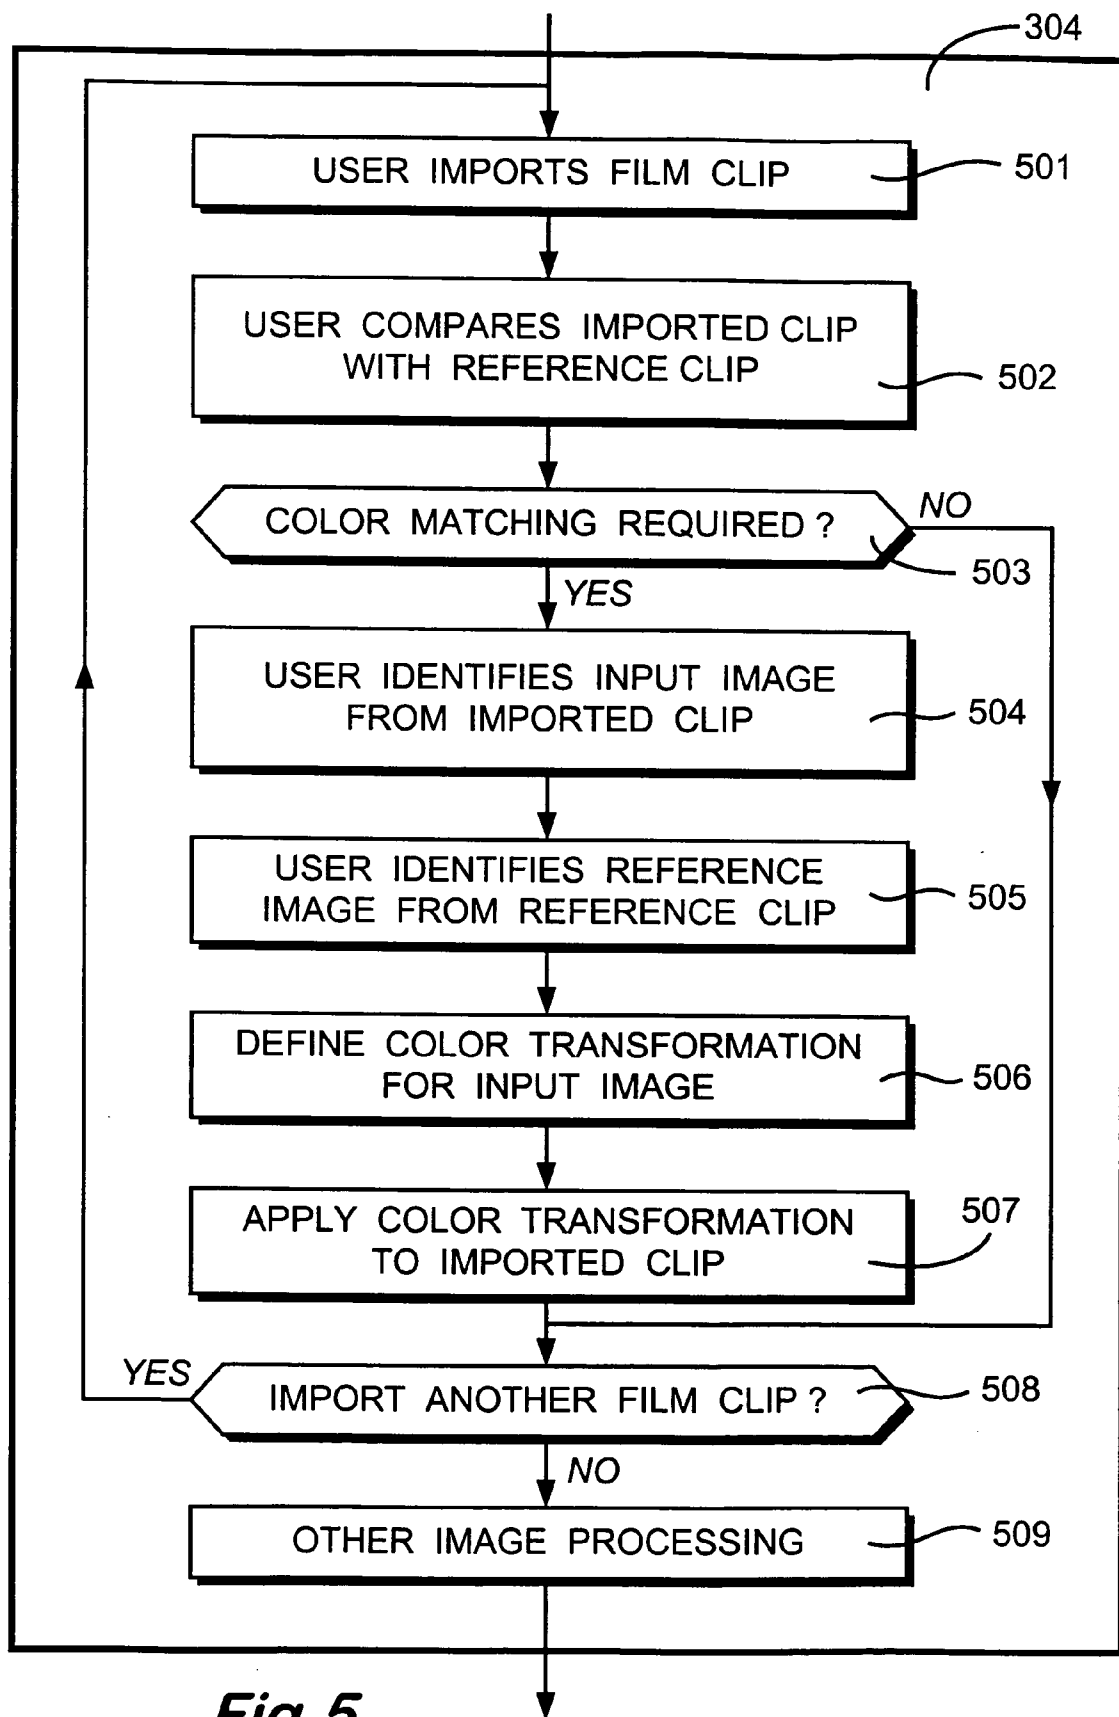 304
USER IMPORTS FILM CLIP
501
USER COMPARES IMPORTED CLIP
WITH REFERENCE CLIP
502
COLOR MATCHING REQUIRED ?
NO
503
YES
USER IDENTIFIES INPUT IMAGE
FROM IMPORTED CLIP
504
USER IDENTIFIES REFERENCE
IMAGE FROM REFERENCE CLIP
505
DEFINE COLOR TRANSFORMATION
FOR INPUT IMAGE
506
APPLY COLOR TRANSFORMATION
TO IMPORTED CLIP
507
YES
IMPORT ANOTHER FILM CLIP ?
508
NO
OTHER IMAGE PROCESSING
509
Fig 5